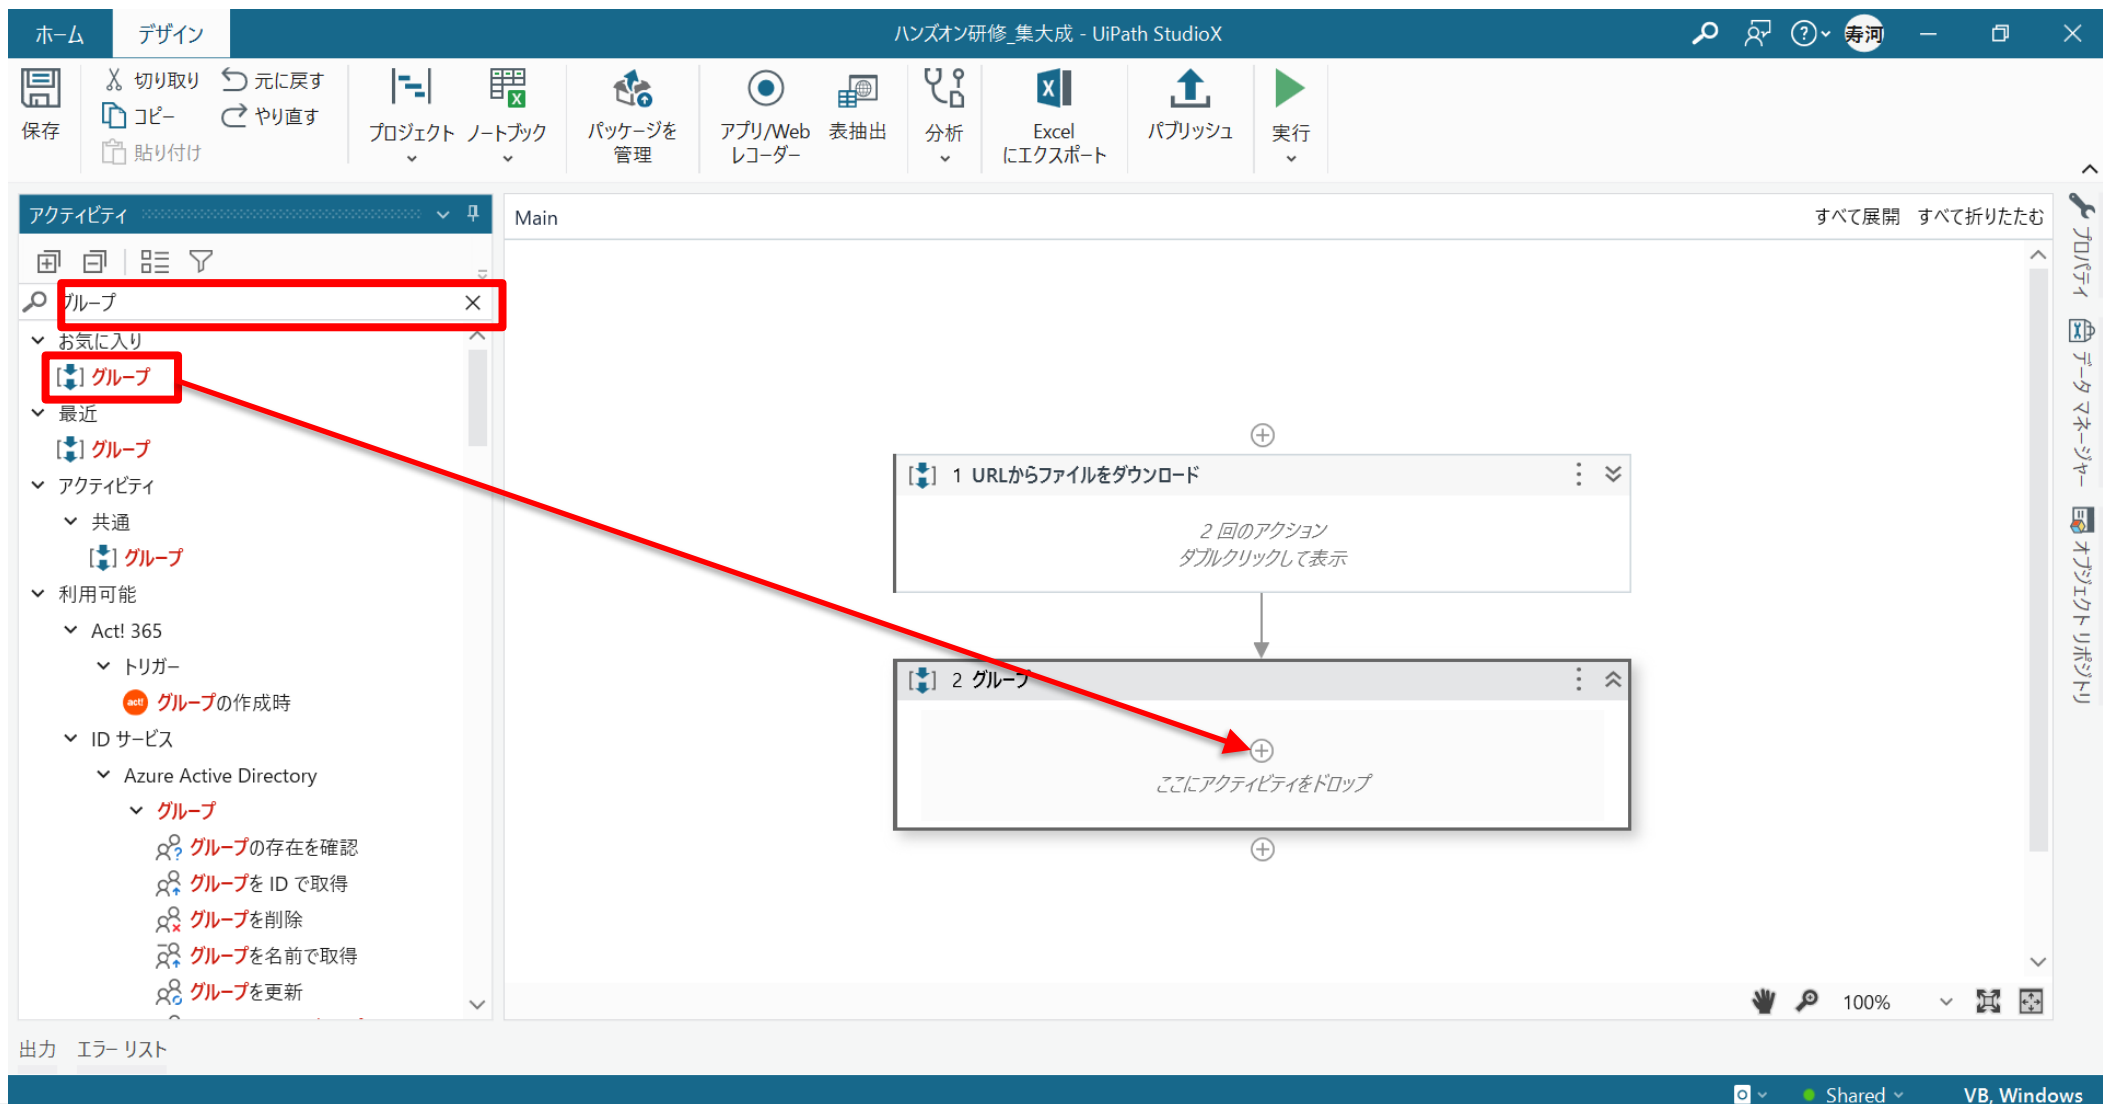 ホーム
デザイン
ハンズオン研修_集大成 - UiPath StudioX
寿河
保存
切り取り
コピー
貼り付け
元に戻す
やり直す
プロジェクト
ノートブック
パッケージを
管理
アプリ/Web
レコーダー
表抽出
分析
Excel
にエクスポート
パブリッシュ
実行
アクティビティ
グループ
お気に入り
グループ
最近
グループ
アクティビティ
共通
グループ
利用可能
Act! 365
トリガー
act!
グループの作成時
ID サービス
Azure Active Directory
グループ
グループの存在を確認
グループを ID で取得
グループを削除
グループを名前で取得
グループを更新
Main
すべて展開
すべて折りたたむ
1 URLからファイルをダウンロード
2 回のアクション
ダブルクリックして表示
2 グループ
ここにアクティビティをドロップ
100%
プロパティ
データ マネージャー
オブジェクト リポジトリ
出力
エラー リスト
Shared
VB, Windows